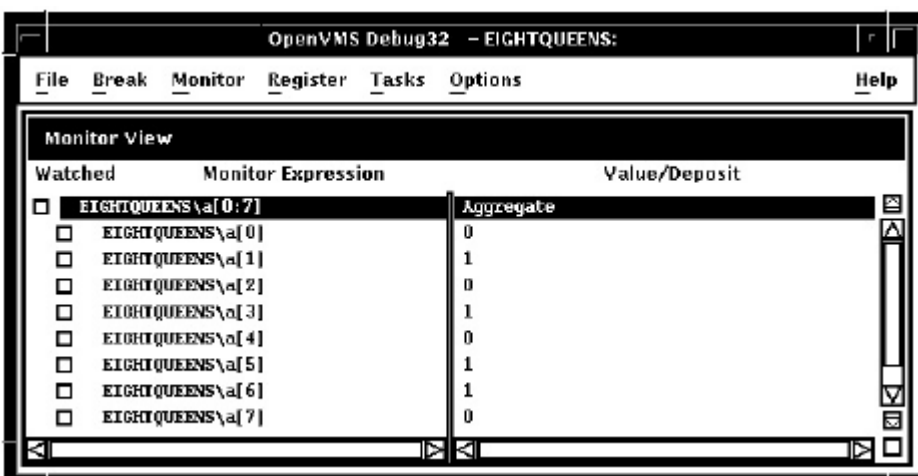 OpenVMS Debug32 – EIGHTQUEENS:
File Break Monitor Register Tasks Options Help
Monitor View
Watched Monitor Expression Value/Deposit
EIGHTQUEENS\a[0:7] Aggregate
EIGHTQUEENS\a[0] 0
EIGHTQUEENS\a[1] 1
EIGHTQUEENS\a[2] 0
EIGHTQUEENS\a[3] 1
EIGHTQUEENS\a[4] 0
EIGHTQUEENS\a[5] 1
EIGHTQUEENS\a[6] 1
EIGHTQUEENS\a[7] 0